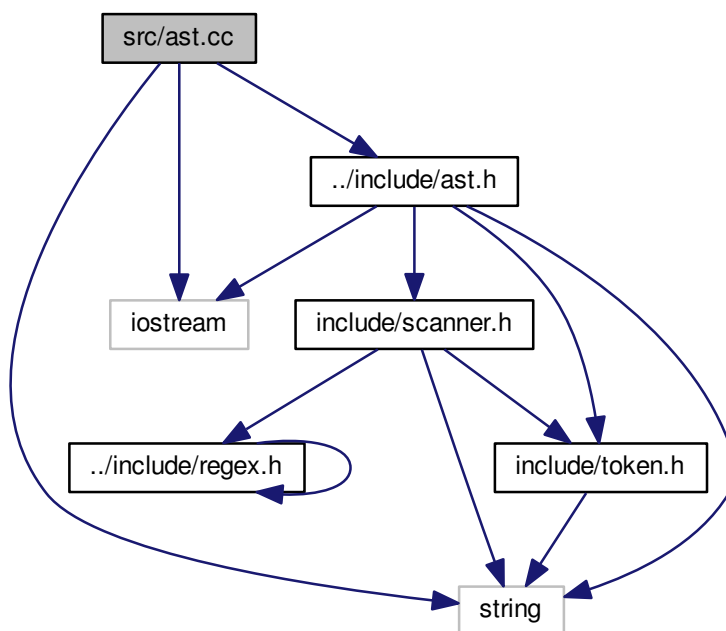 src/ast.cc
../include/ast.h
iostream
include/scanner.h
../include/regex.h
include/token.h
string